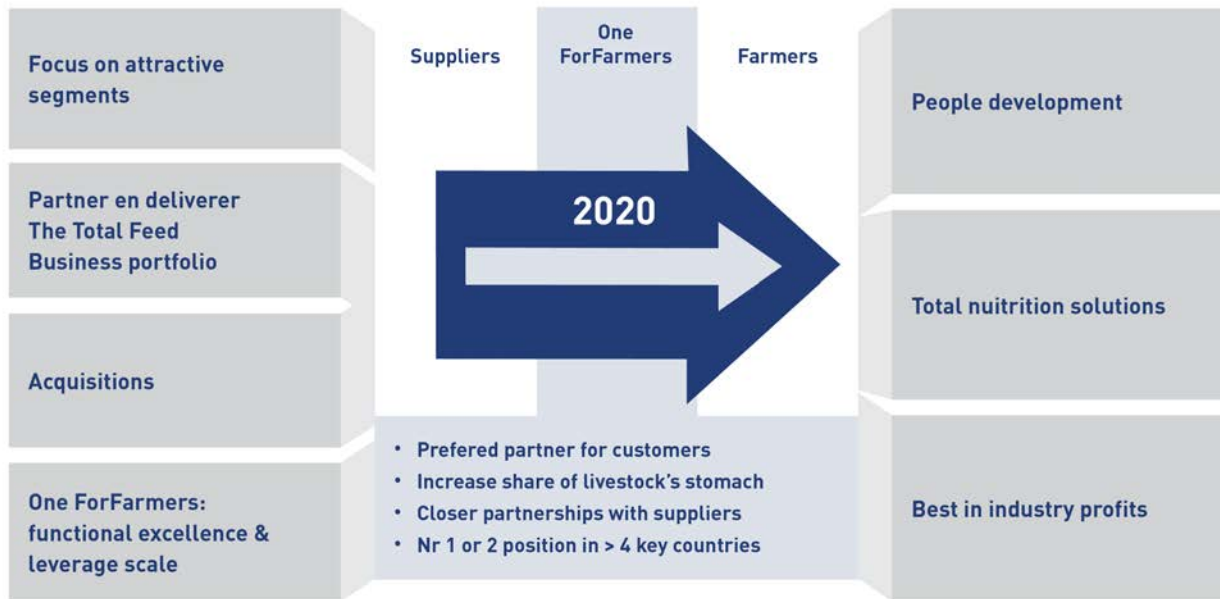 Focus on attractive
segments
Partner en deliverer
The Total Feed
Business portfolio
Acquisitions
One ForFarmers:
functional excellence &
leverage scale
Suppliers
One
ForFarmers
Farmers
2020
• Prefered partner for customers
• Increase share of livestock's stomach
• Closer partnerships with suppliers
• Nr 1 or 2 position in > 4 key countries
People development
Total nuitrition solutions
Best in industry profits